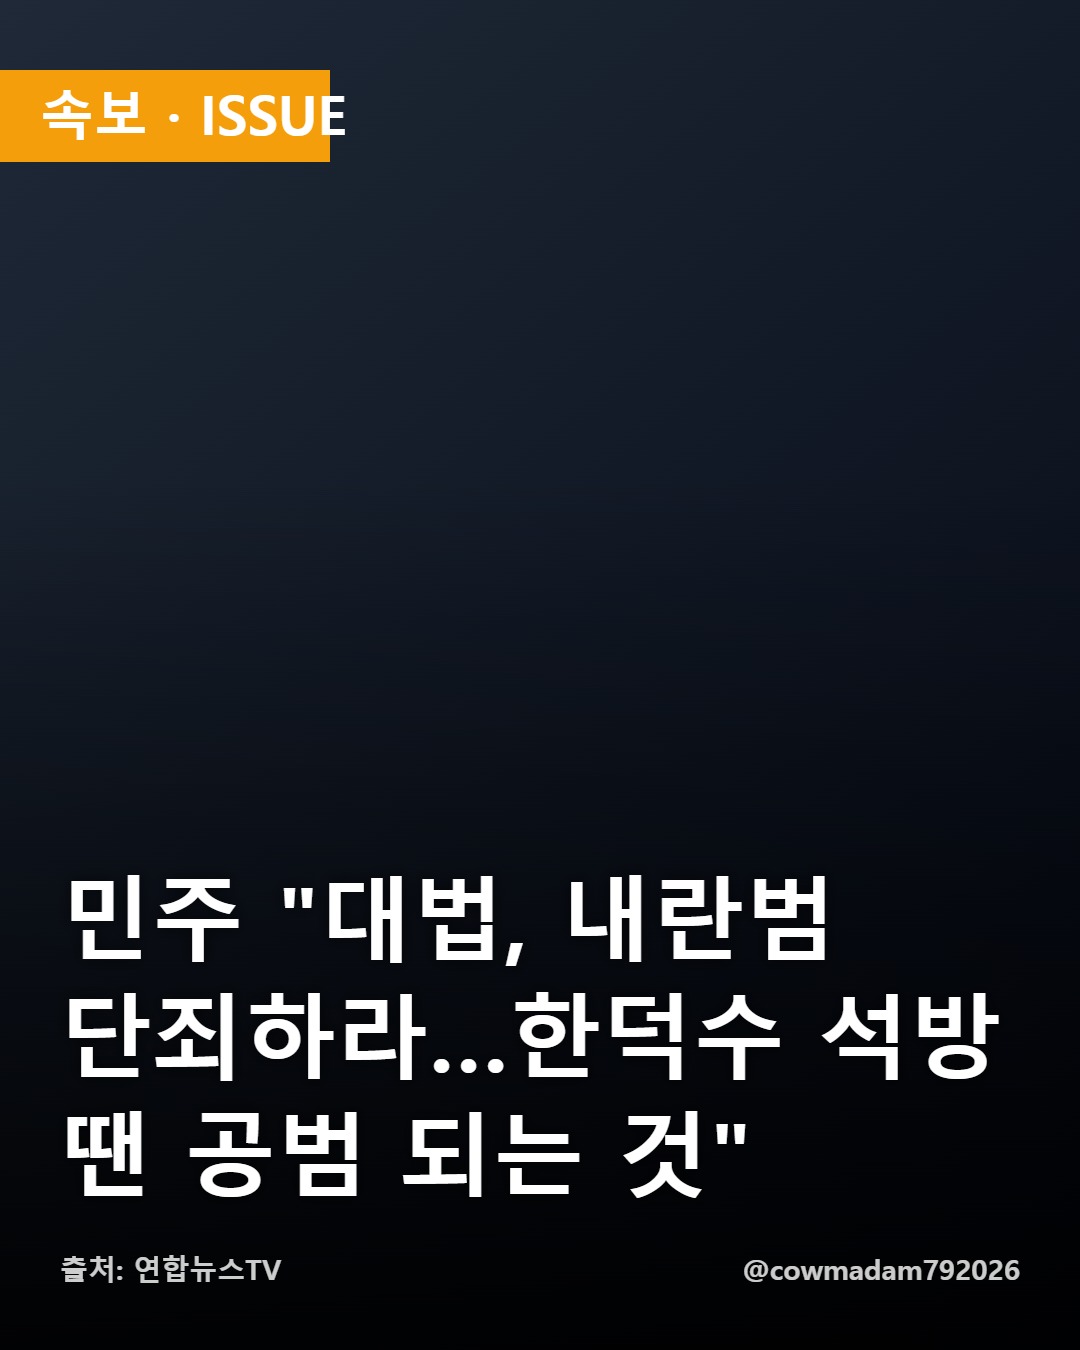 속보 · ISSUE
민주 "대법, 내란범
단죄하라...한덕수 석방
땐 공범 되는 것"
출처: 연합뉴스TV
@cowmadam792026